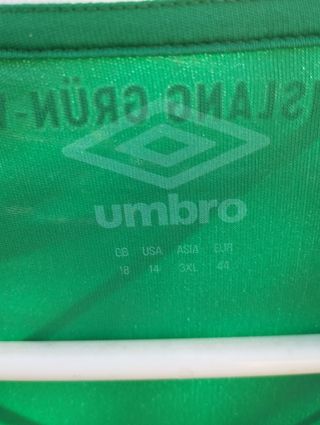 SLANG GRÜN-
umbro
GB USA ASIA EUR
18 14 3XL 44